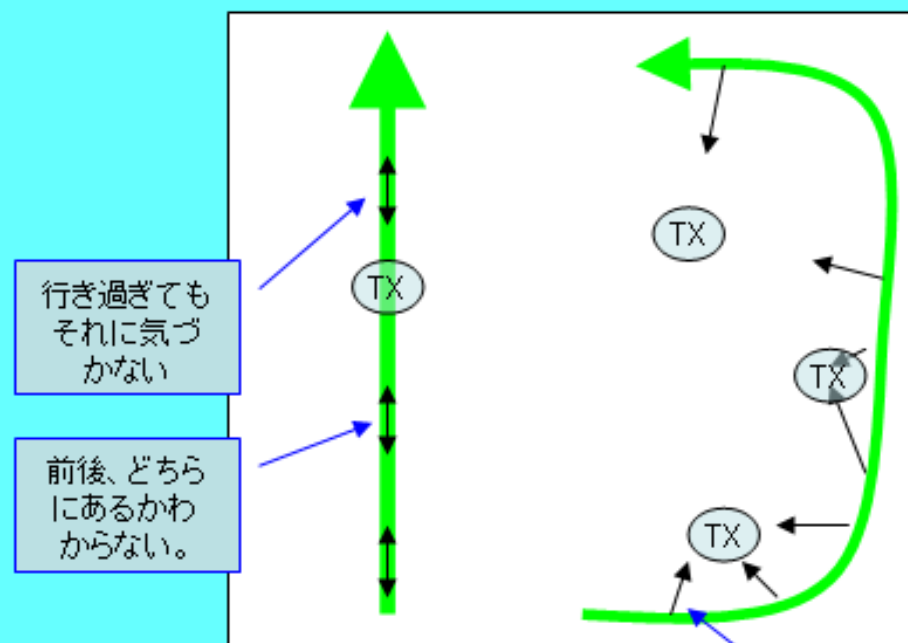 行き過ぎても
それに気づ
かない
前後、どちら
にあるかわ
からない。
TX
TX
TX
TX